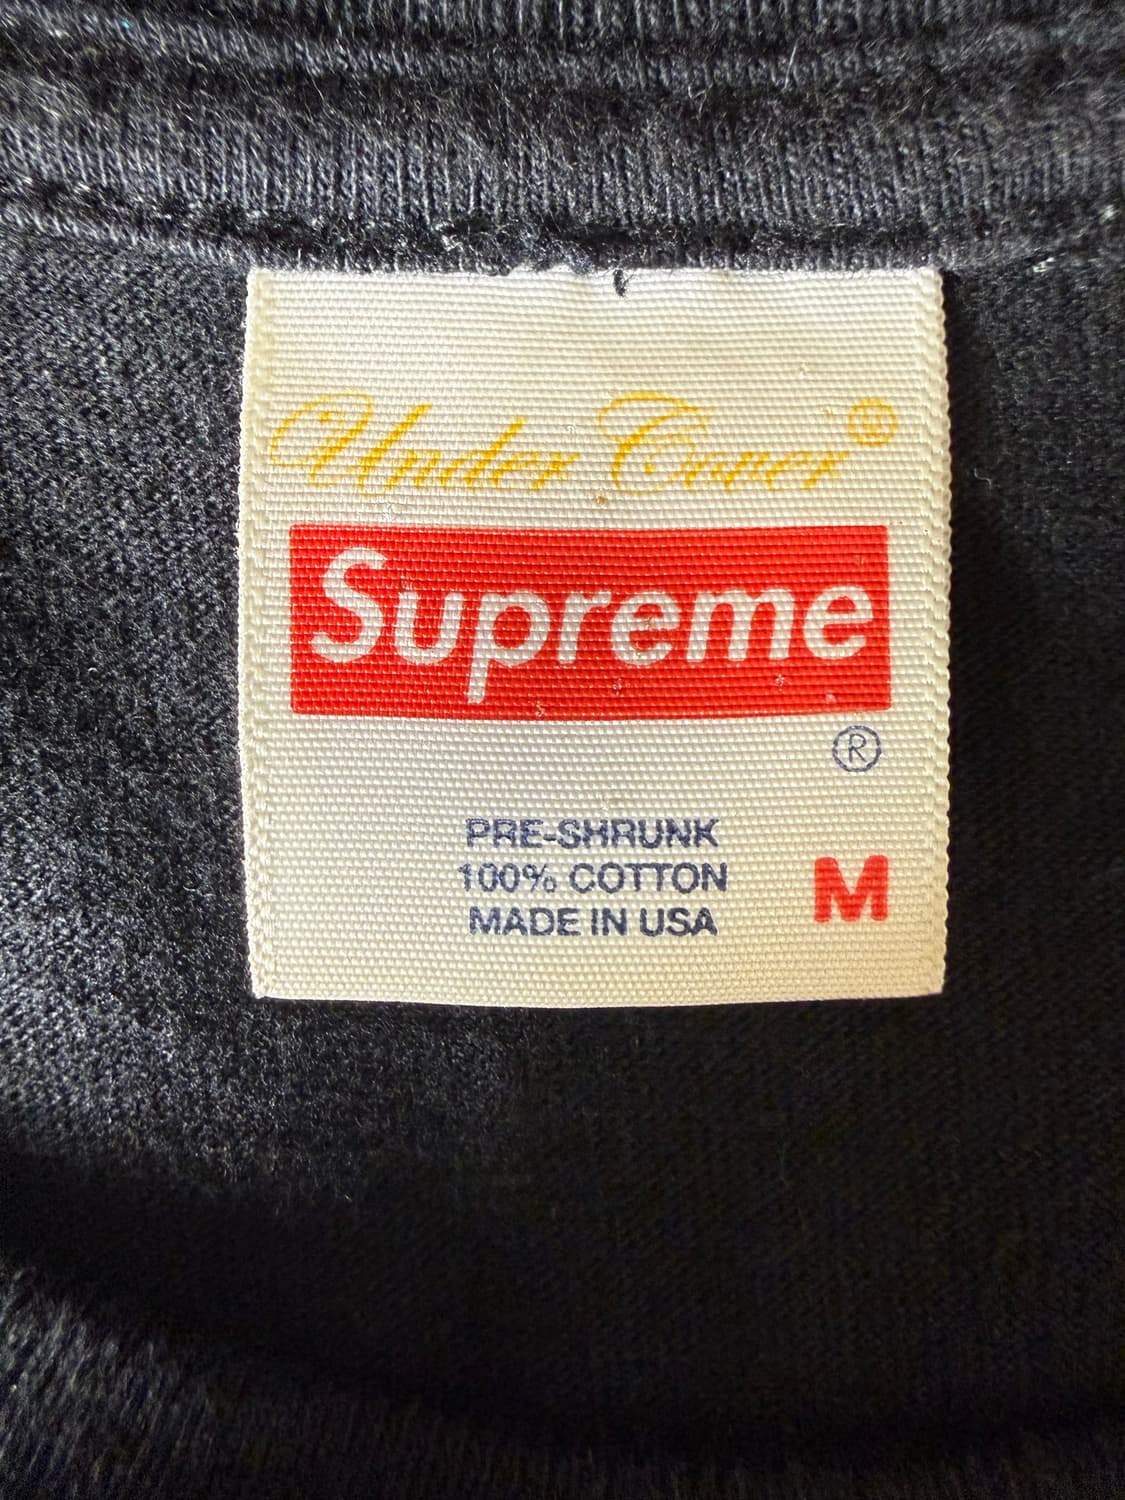 Under Cover ©
Supreme
®
PRE-SHRUNK
100% COTTON
MADE IN USA
M